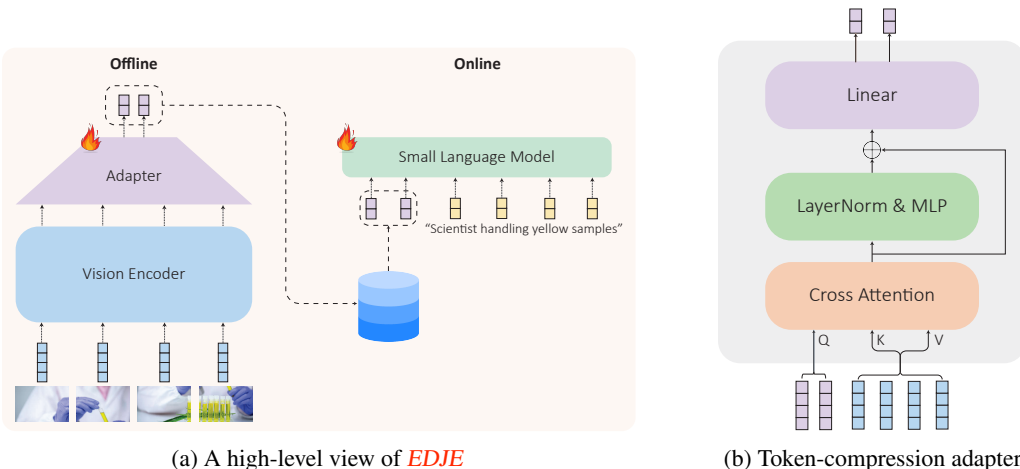 Offline
Online
Adapter
Small Language Model
"Scientist handling yellow samples"
Vision Encoder
(a) A high-level view of EDJE
Linear
LayerNorm & MLP
Cross Attention
Q
K
V
(b) Token-compression adapter